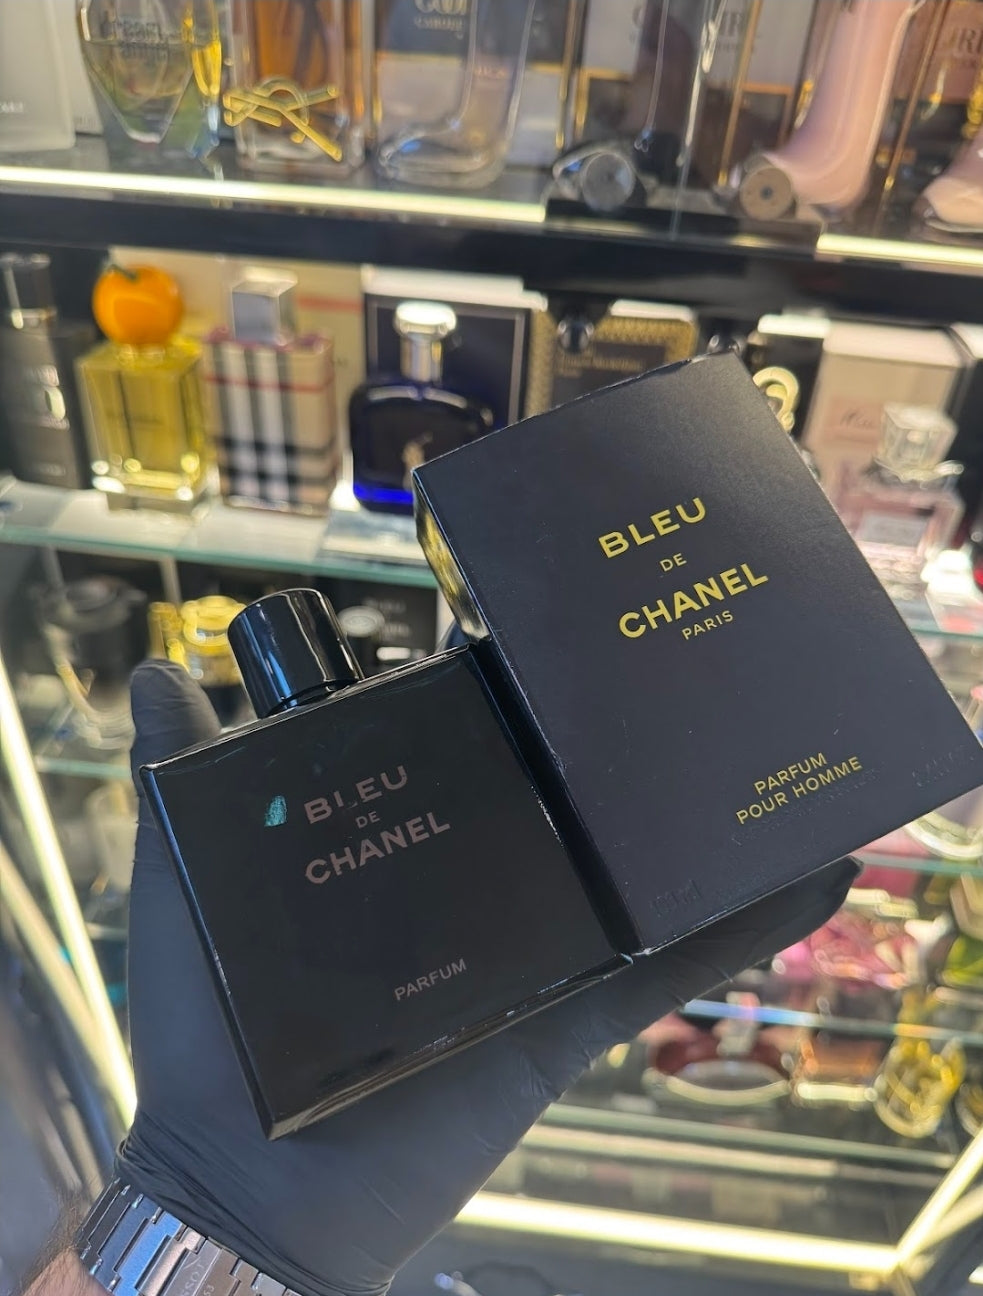 BLEU
DE
CHANEL
PARIS
PARFUM
POUR HOMME
BLEU
DE
CHANEL
PARFUM